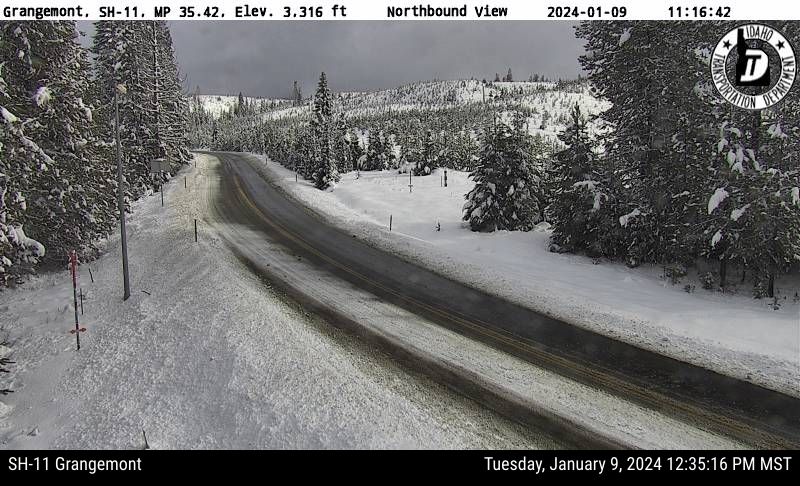 Grangemont, SH-11, MP 35.42, Elev. 3,316 ft Northbound View 2024-01-09 11:16:42
IDAHO
TRANSPORTATION DEPARTMENT
SH-11 Grangemont Tuesday, January 9, 2024 12:35:16 PM MST